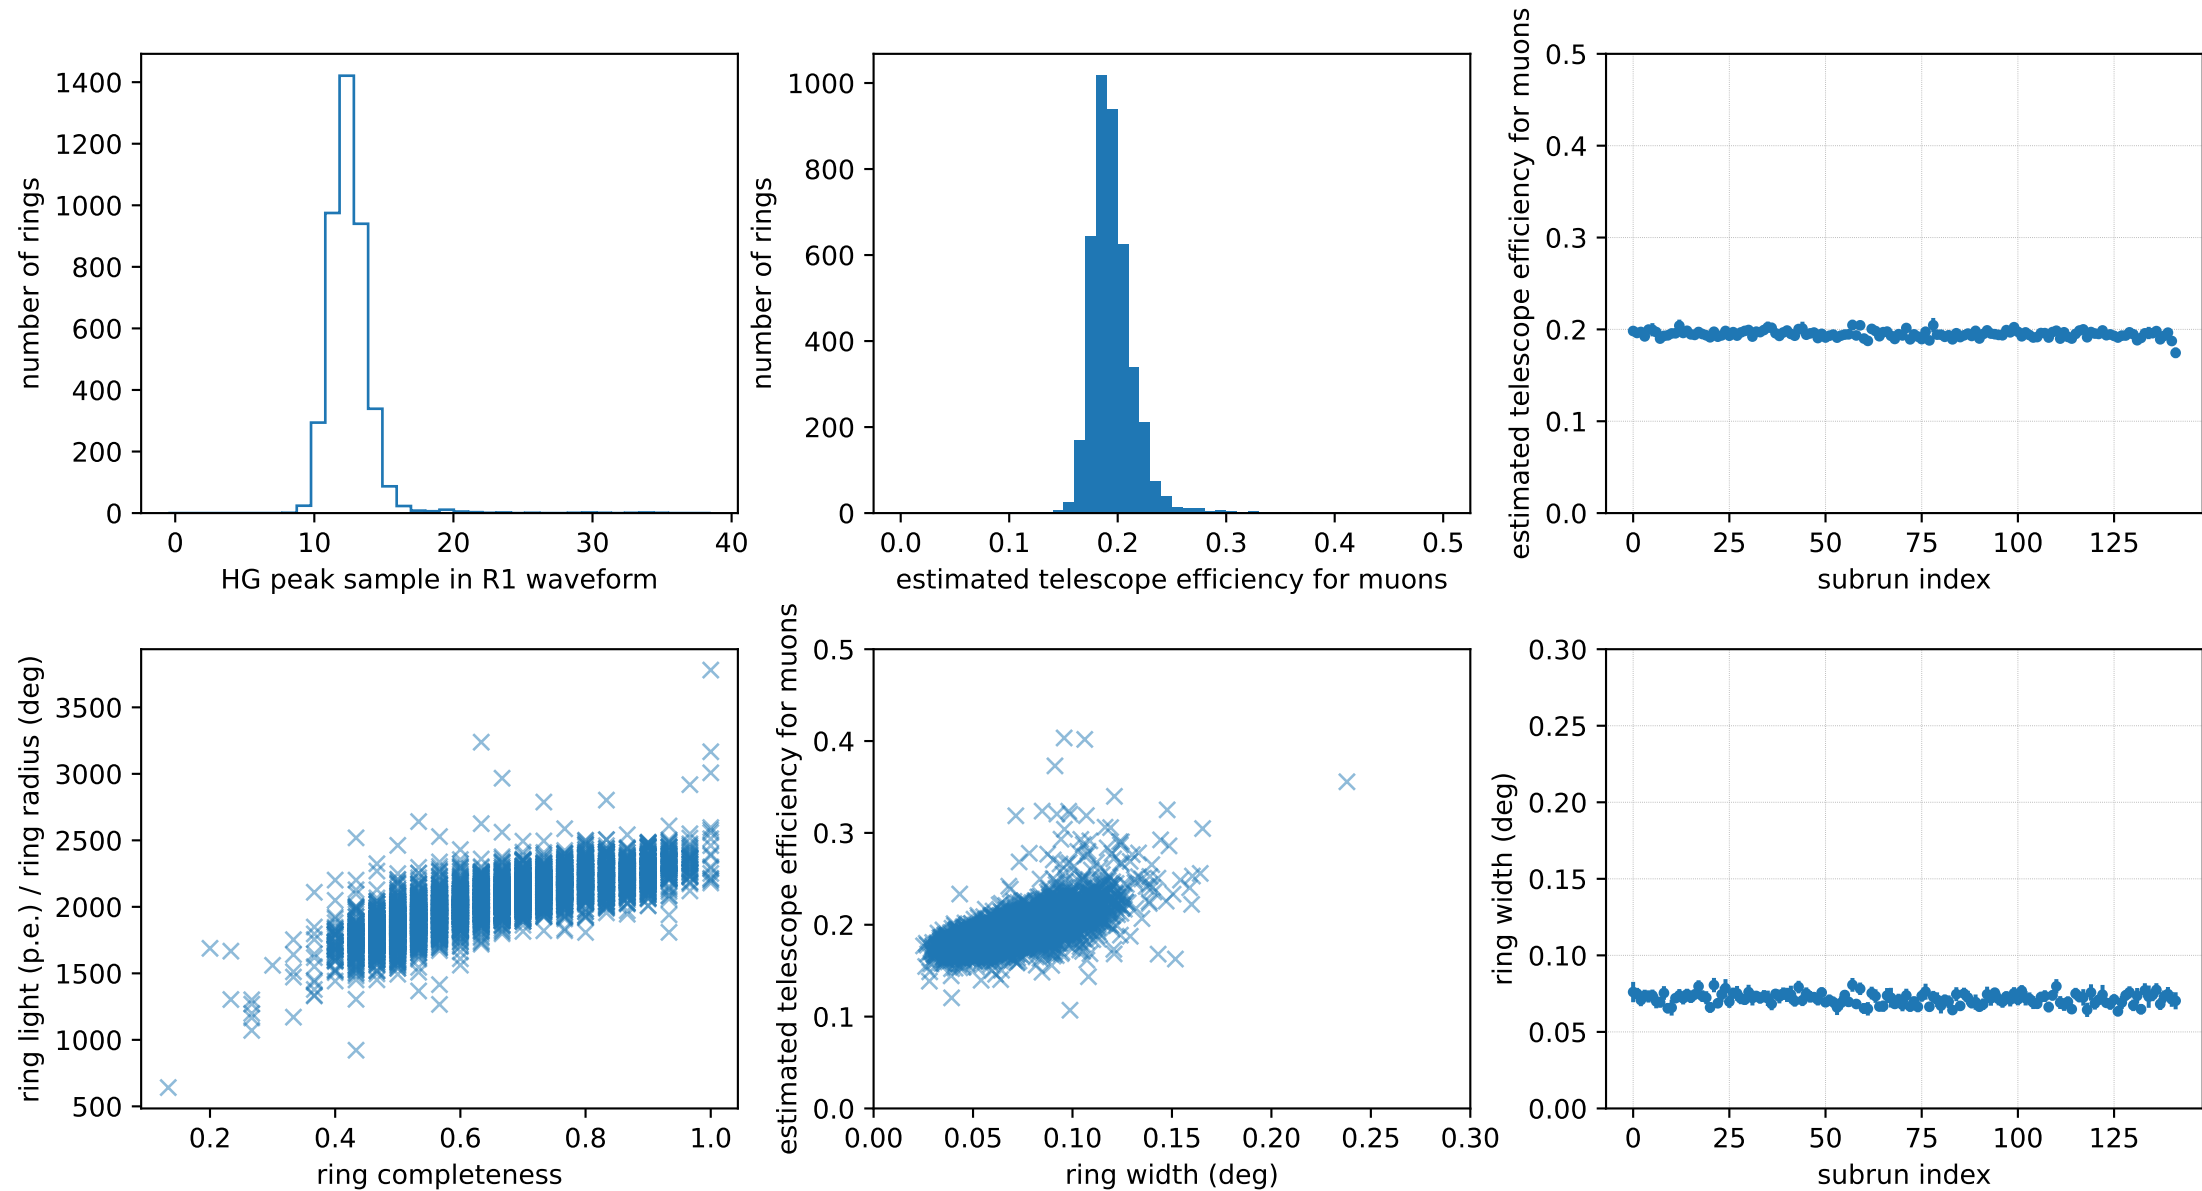 number of rings
1400
1200
1000
800
600
400
200
0
0 10 20 30 40
HG peak sample in R1 waveform
number of rings
1000
800
600
400
200
0
0.0 0.1 0.2 0.3 0.4 0.5
estimated telescope efficiency for muons
estimated telescope efficiency for muons
0.5
0.4
0.3
0.2
0.1
0.0
0 25 50 75 100 125
subrun index
ring light (p.e.) / ring radius (deg)
3500
3000
2500
2000
1500
1000
500
0.2 0.4 0.6 0.8 1.0
ring completeness
estimated telescope efficiency for muons
0.5
0.4
0.3
0.2
0.1
0.0
0.00 0.05 0.10 0.15 0.20 0.25 0.30
ring width (deg)
ring width (deg)
0.30
0.25
0.20
0.15
0.10
0.05
0.00
0 25 50 75 100 125
subrun index